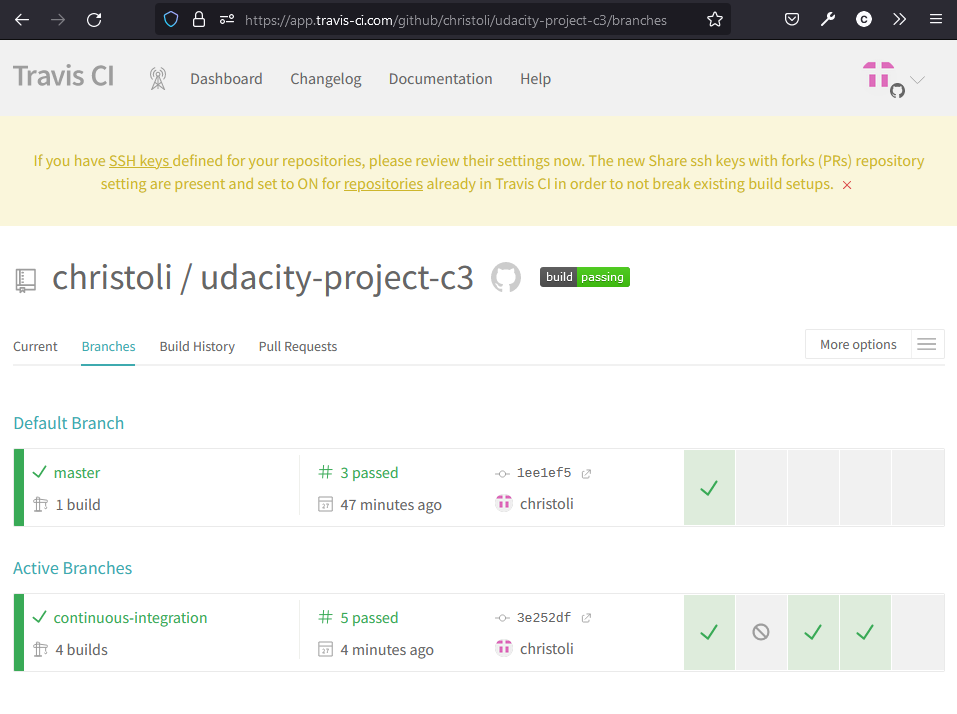 https://app.travis-ci.com/github/christoli/udacity-project-c3/branches
C
Travis CI
Dashboard
Changelog
Documentation
Help
If you have SSH keys defined for your repositories, please review their settings now. The new Share ssh keys with forks (PRs) repository
setting are present and set to ON for repositories already in Travis CI in order to not break existing build setups.
christoli / udacity-project-c3
build passing
Current
Branches
Build History
Pull Requests
More options
Default Branch
master
3 passed
1ee1ef5
1 build
27
47 minutes ago
christoli
Active Branches
continuous-integration
5 passed
3e252df
4 builds
27
4 minutes ago
christoli